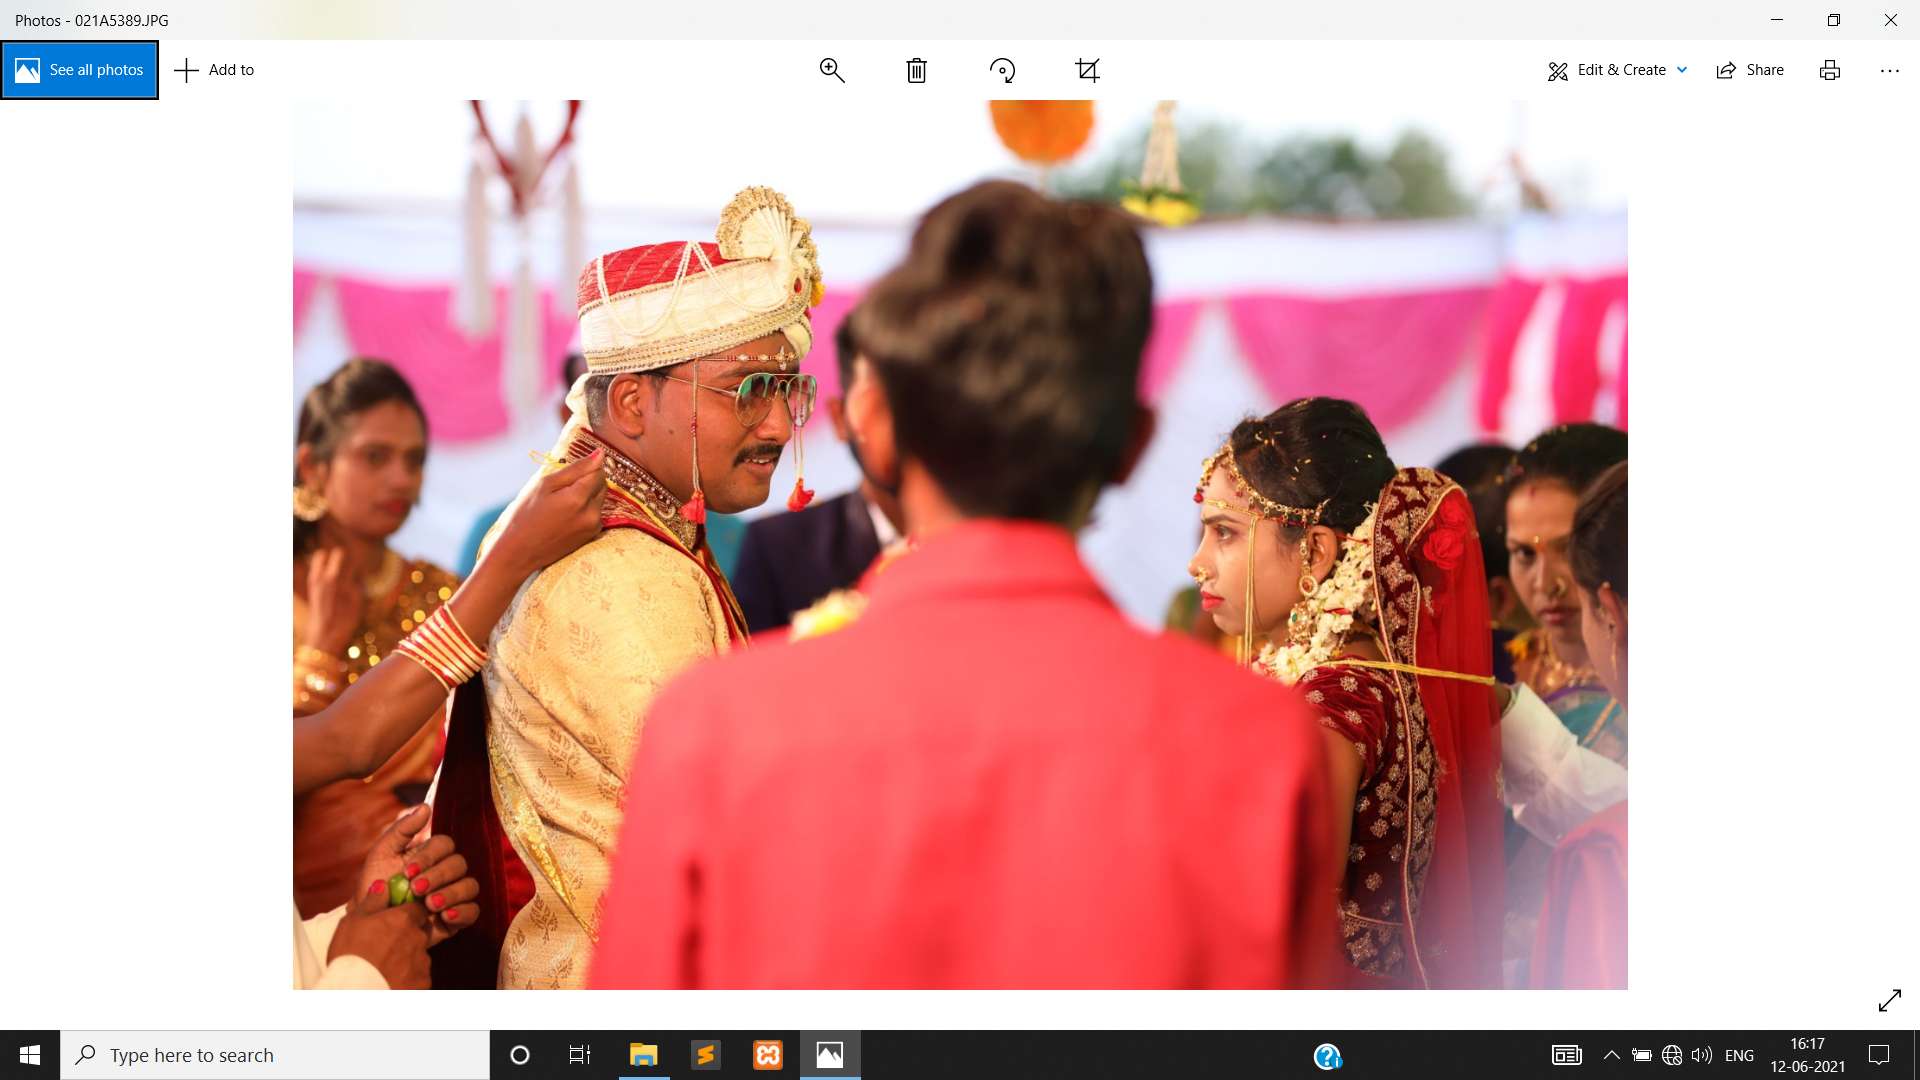 Photos - 021A5389.JPG
See all photos
Add to
Edit & Create
Share
Type here to search
ENG
16:17
12-06-2021